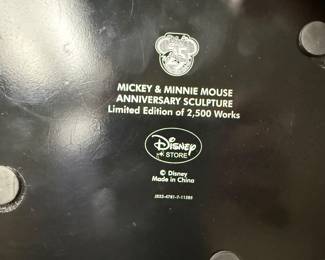 MICKEY & MINNIE MOUSE
ANNIVERSARY SCULPTURE
Limited Edition of 2,500 Works
Disney
STORE
© Disney
Made in China